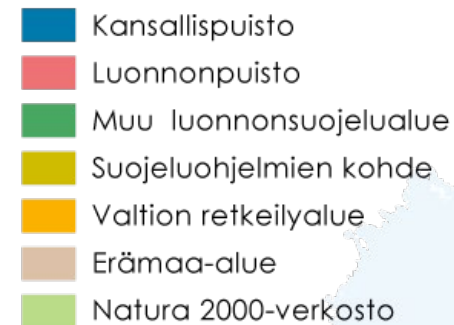 Kansallispuisto
Luonnonpuisto
Muu luonnonsuojelualue
Suojeluohjelmien kohde
Valtion retkeilyalue
Erämaa-alue
Natura 2000-verkosto